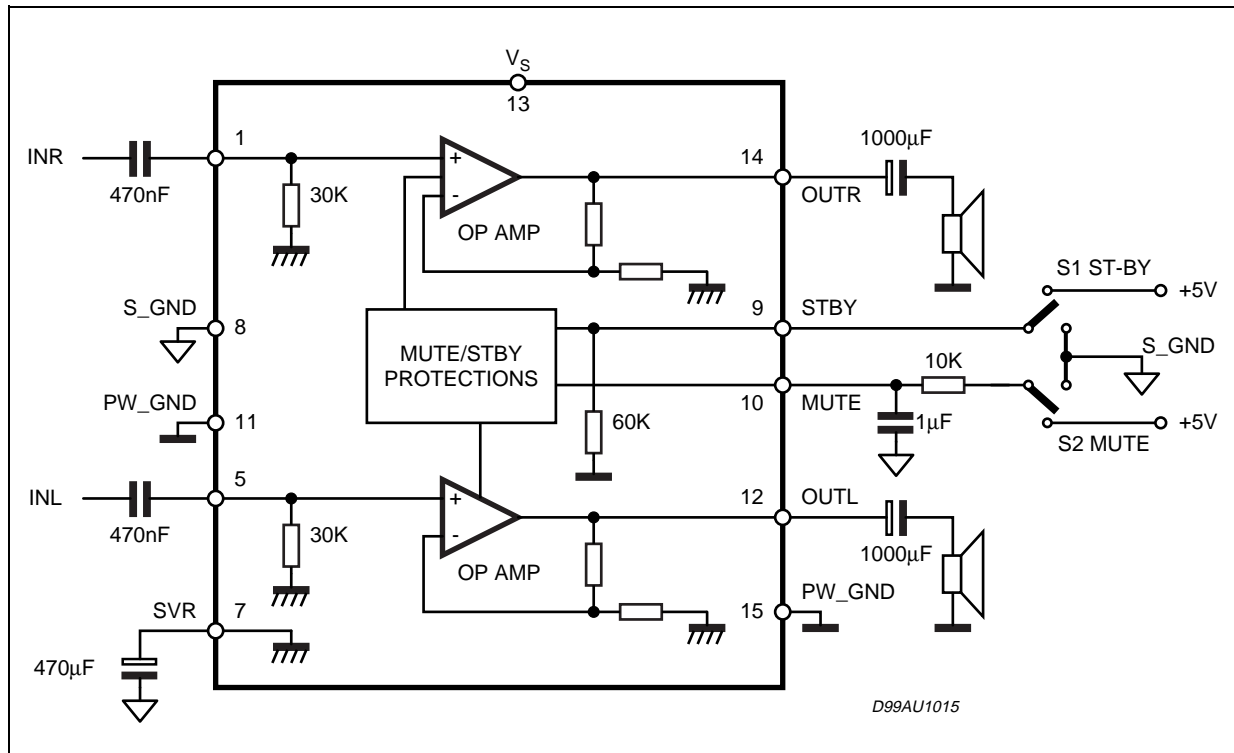 V_S
13
INR
470nF
1
30K
+
-
OP AMP
14
OUTR
1000µF
S1 ST-BY
+5V
S_GND
8
MUTE/STBY
PROTECTIONS
9
STBY
S_GND
10K
PW_GND
11
60K
10
MUTE
1µF
+5V
S2 MUTE
INL
470nF
5
30K
+
-
OP AMP
12
OUTL
1000µF
SVR
7
470µF
15
PW_GND
D99AU1015